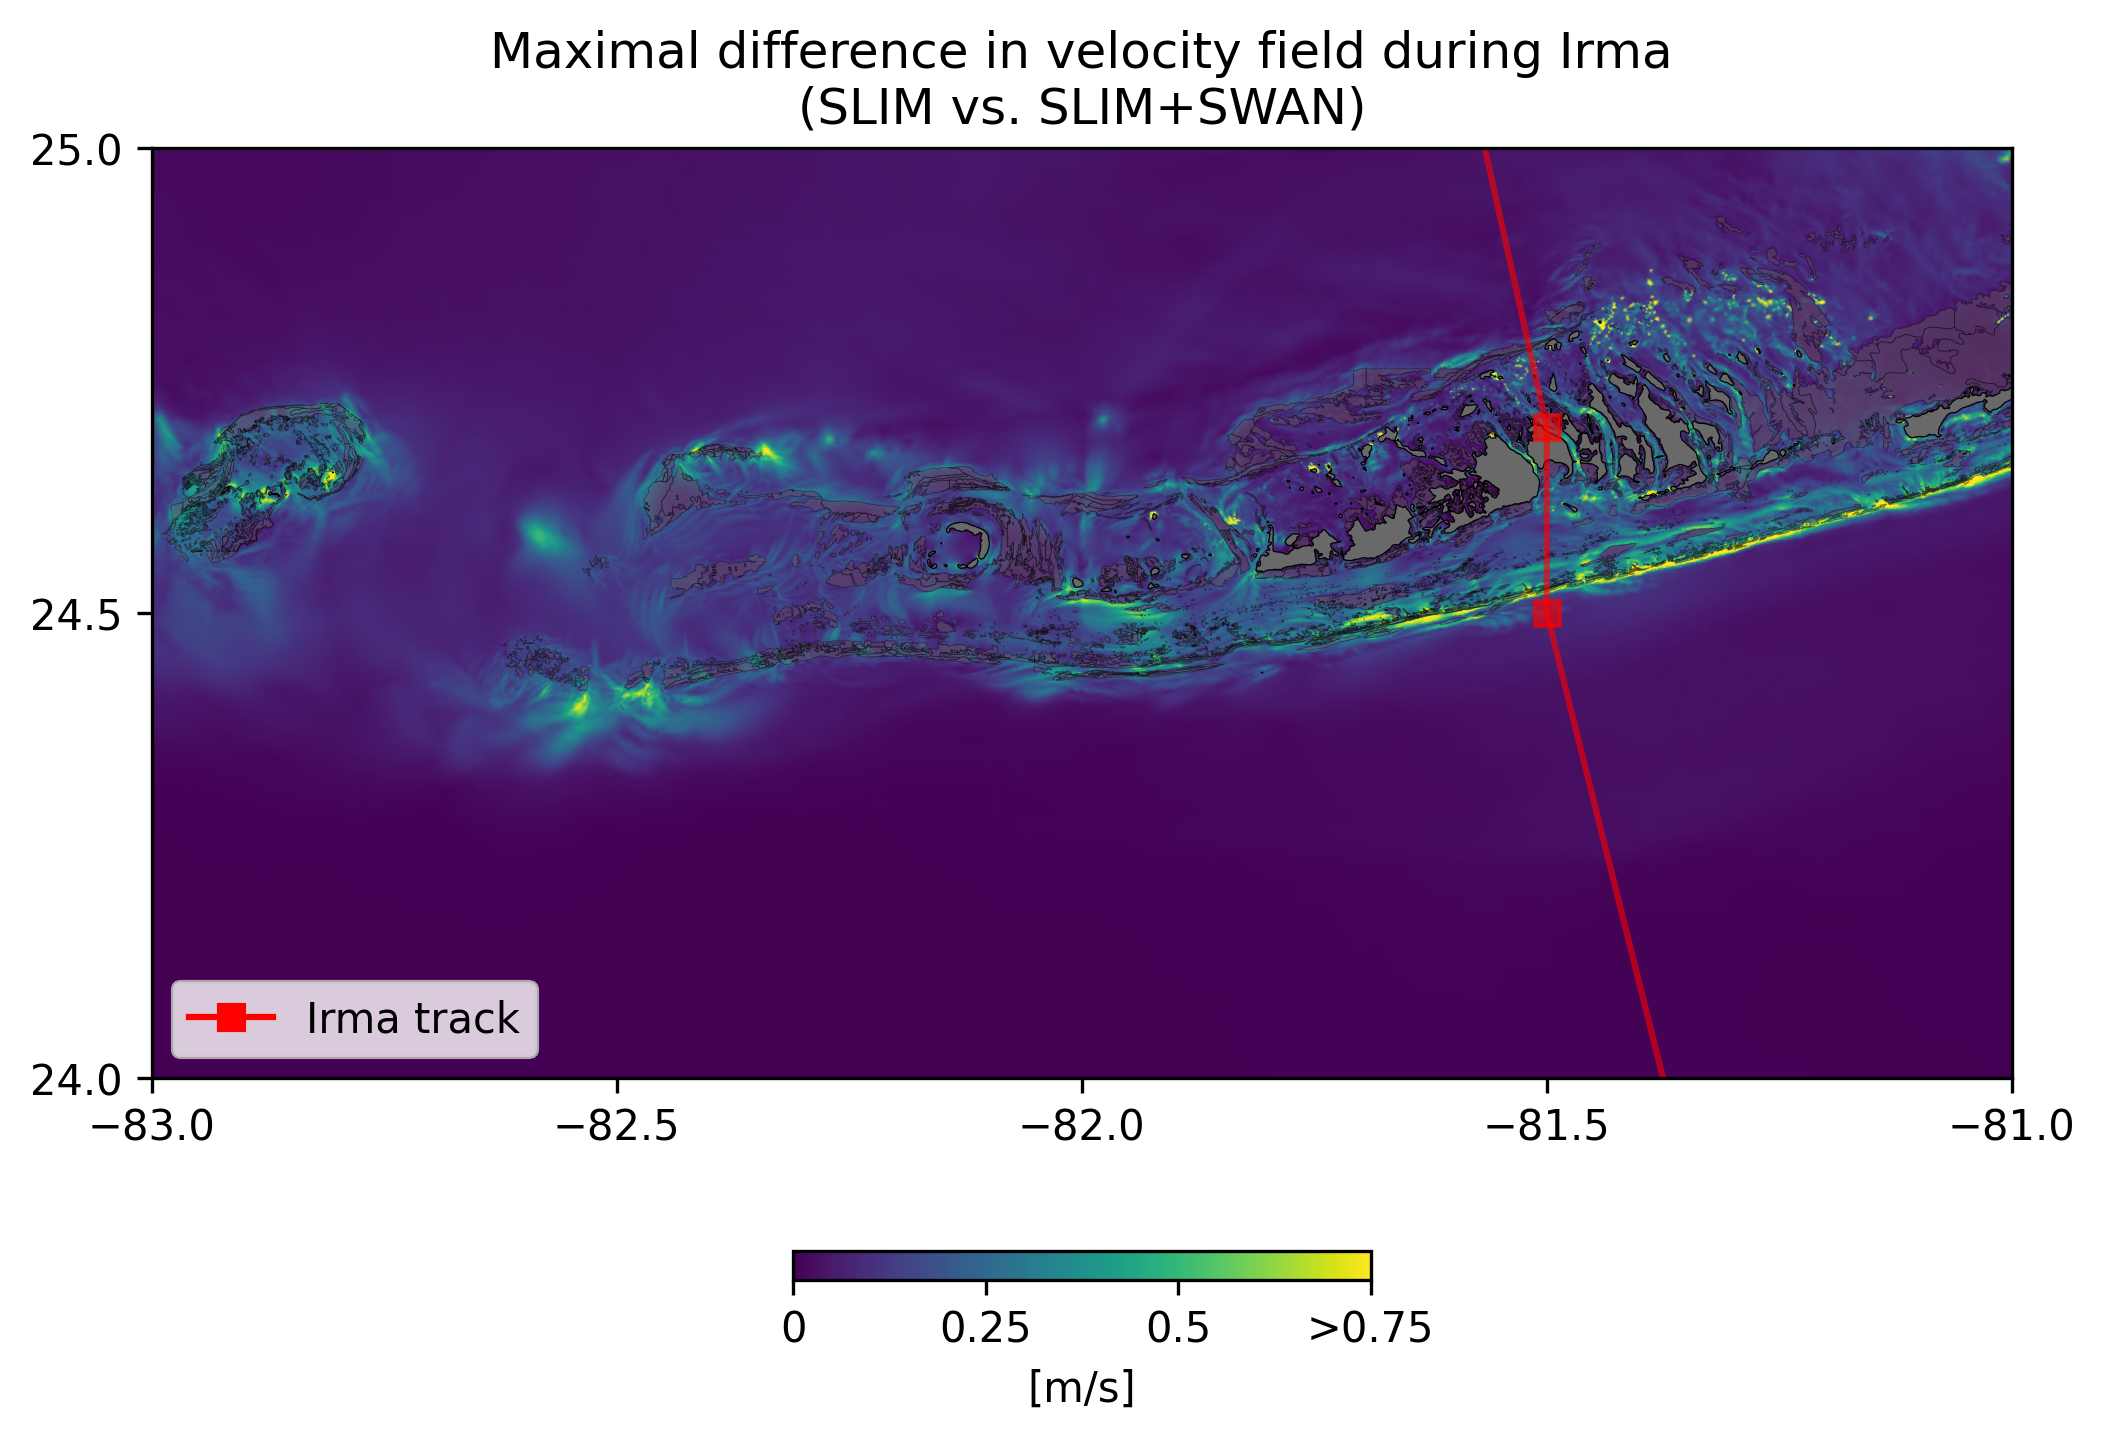 Maximal difference in velocity field during Irma
(SLIM vs. SLIM+SWAN)
25.0
24.5
24.0
Irma track
−83.0 −82.5 −82.0 −81.5 −81.0
0 0.25 0.5 >0.75
[m/s]